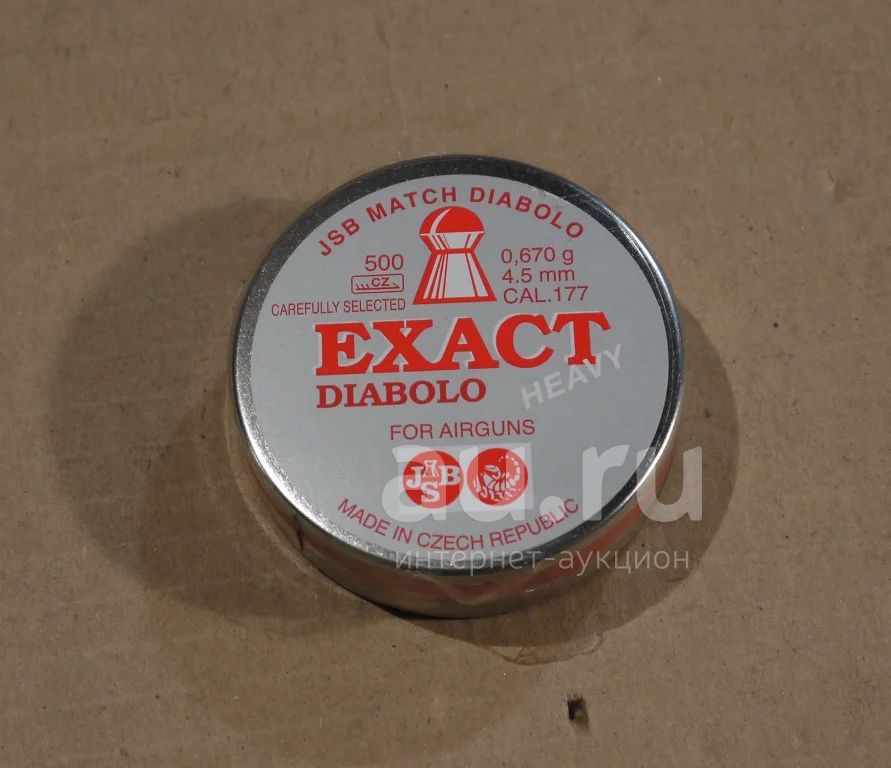 JSB MATCH DIABOLO
500
CZ
CAREFULLY SELECTED
0,670 g
4.5 mm
CAL.177
EXACT
DIABOLO
HEAVY
FOR AIRGUNS
JSB
MADE IN CZECH REPUBLIC
au.ru
интернет-аукцион